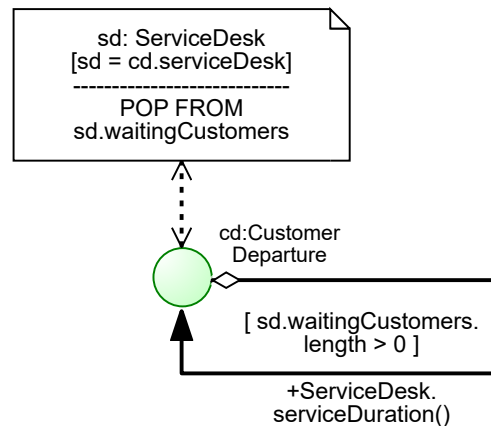 sd: ServiceDesk
[sd = cd.serviceDesk]
---------------------------
POP FROM
sd.waitingCustomers
cd:Customer
Departure
[ sd.waitingCustomers.
length > 0 ]
+ServiceDesk.
serviceDuration()